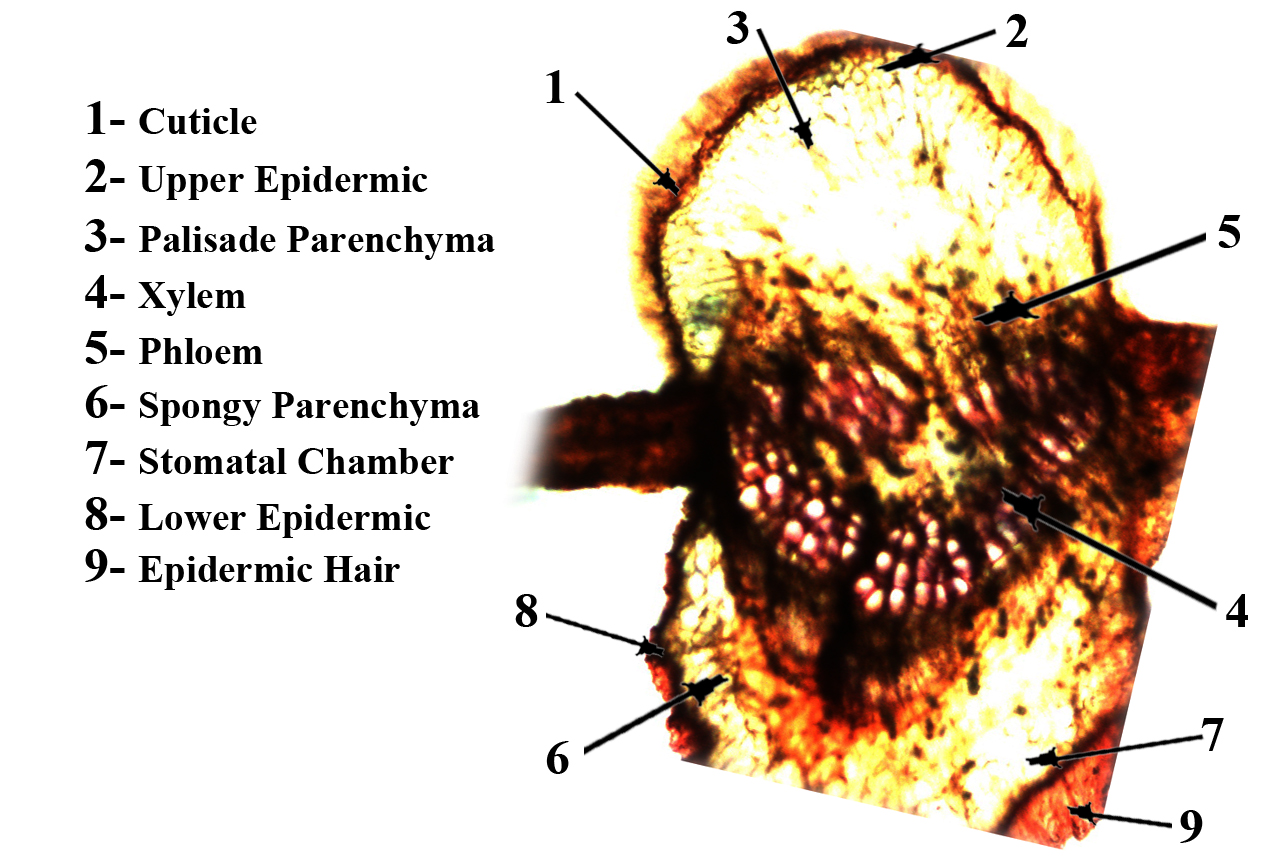 1- Cuticle
2- Upper Epidermic
3- Palisade Parenchyma
4- Xylem
5- Phloem
6- Spongy Parenchyma
7- Stomatal Chamber
8- Lower Epidermic
9- Epidermic Hair
3
2
1
5
8
4
6
7
9